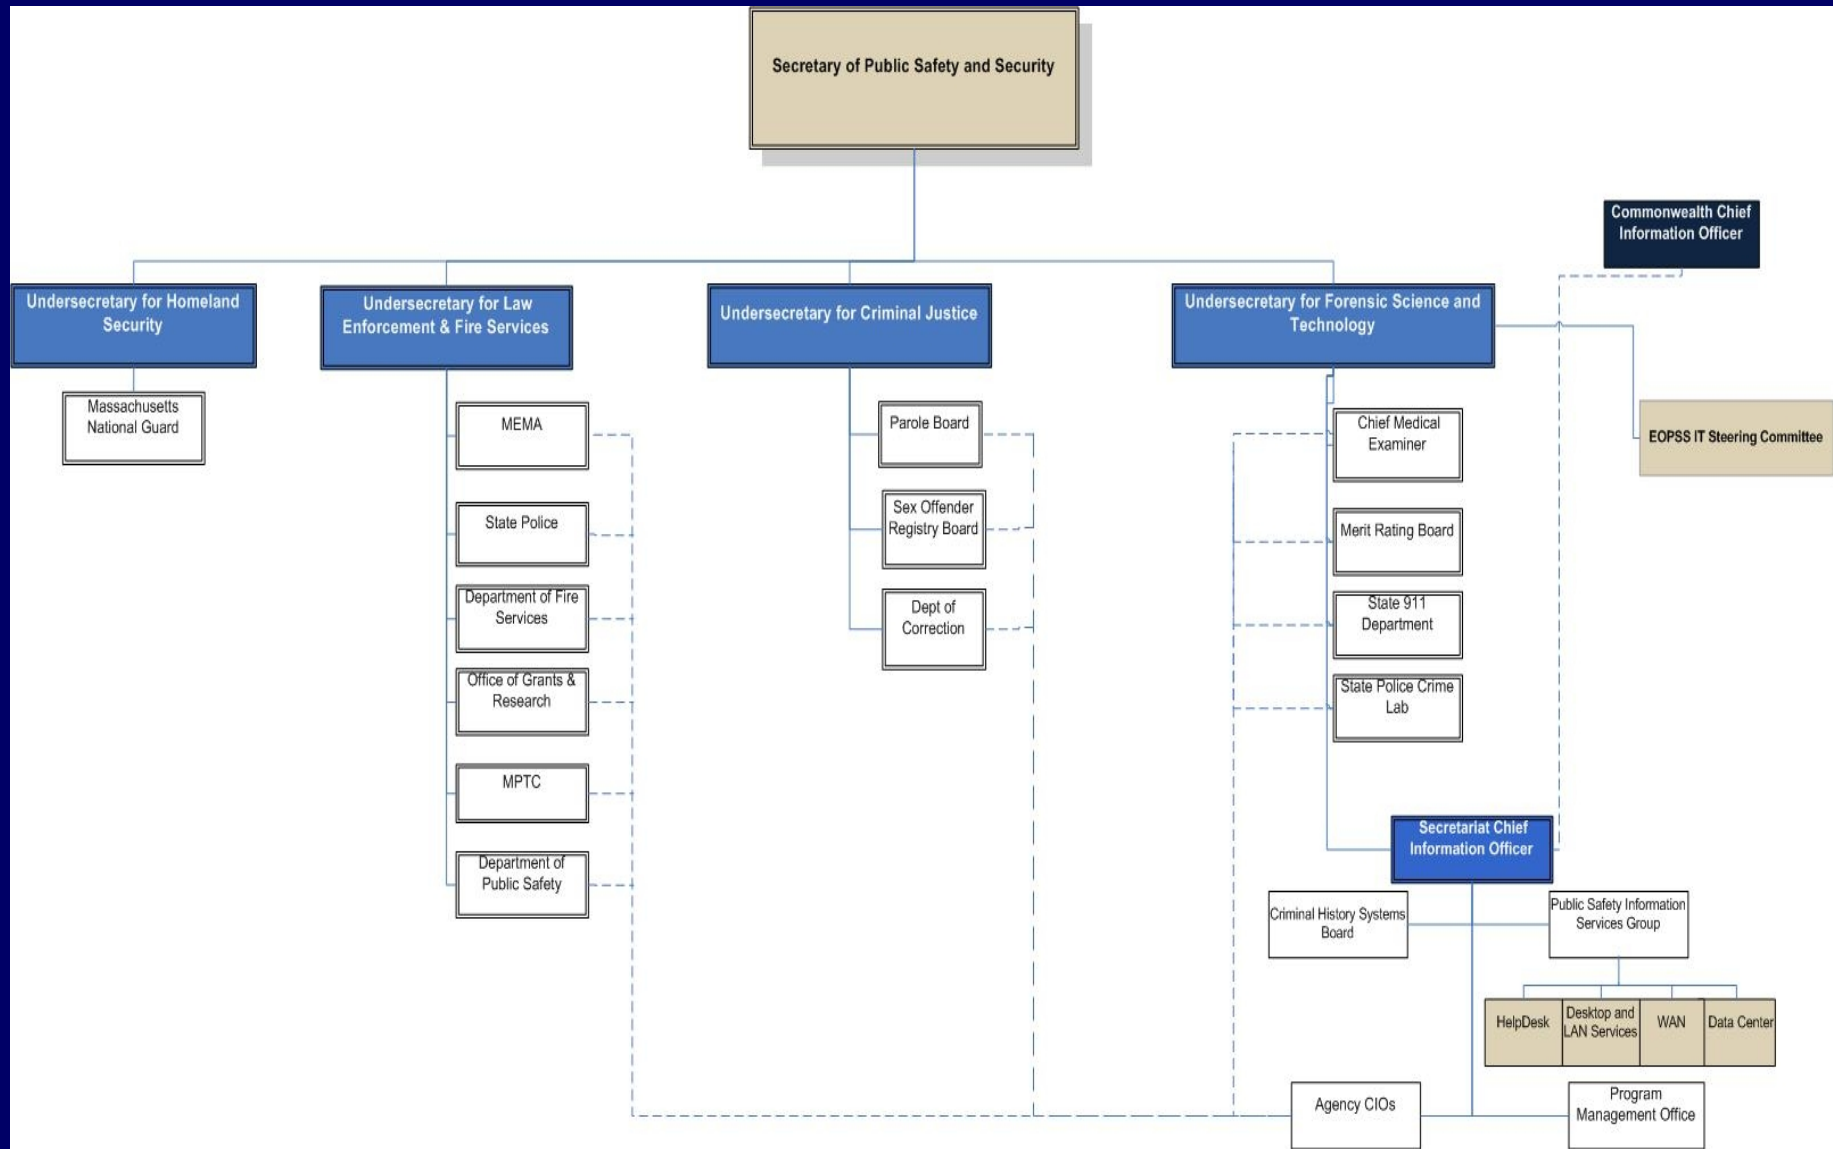 Secretary of Public Safety and Security
Commonwealth Chief
Information Officer
Undersecretary for Homeland
Security
Undersecretary for Law
Enforcement & Fire Services
Undersecretary for Criminal Justice
Undersecretary for Forensic Science and
Technology
Massachusetts
National Guard
MEMA
State Police
Department of Fire
Services
Office of Grants &
Research
MPTC
Department of
Public Safety
Parole Board
Sex Offender
Registry Board
Dept of
Correction
Chief Medical
Examiner
Merit Rating Board
State 911
Department
State Police Crime
Lab
EOPSS IT Steering Committee
Secretariat Chief
Information Officer
Criminal History Systems
Board
Public Safety Information
Services Group
HelpDesk
Desktop and
LAN Services
WAN
Data Center
Agency CIOs
Program
Management Office